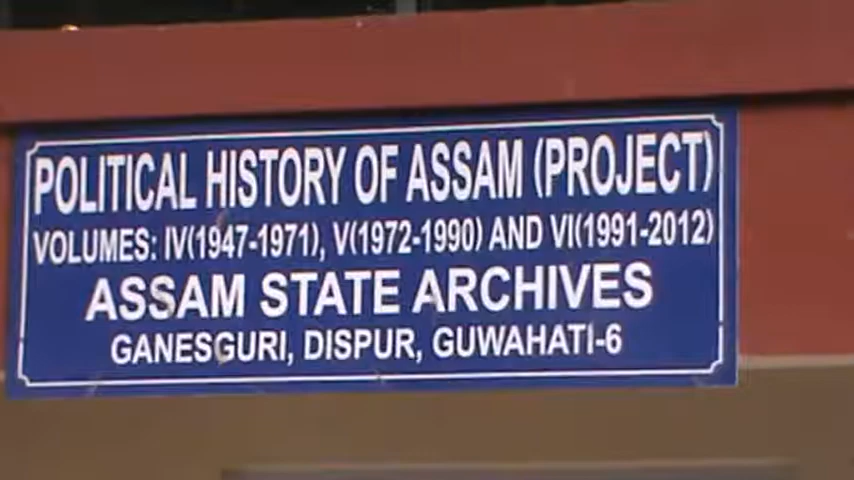 POLITICAL HISTORY OF ASSAM (PROJECT)
VOLUMES: IV(1947-1971), V(1972-1990) AND VI(1991-2012)
ASSAM STATE ARCHIVES
GANESGURI, DISPUR, GUWAHATI-6